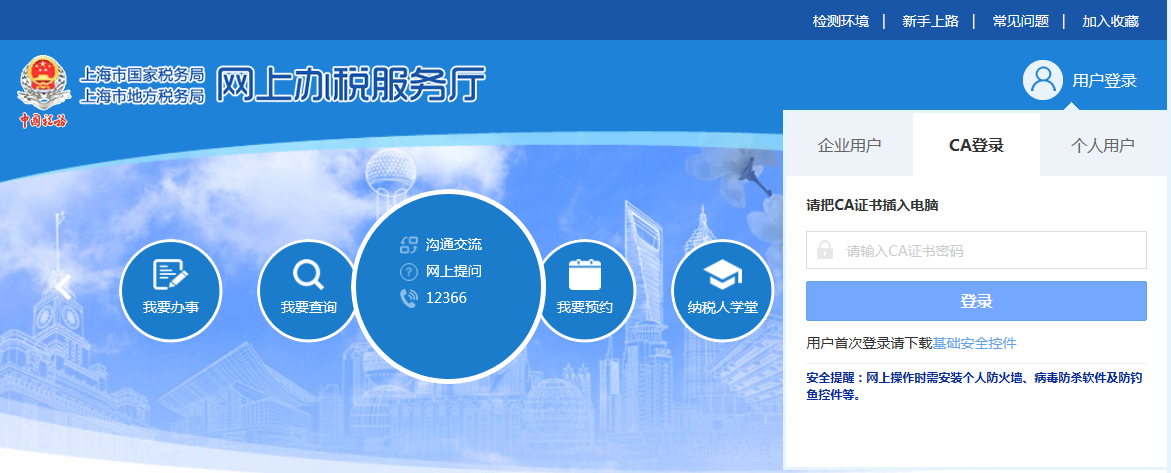 检测环境 | 新手上路 | 常见问题 | 加入收藏
上海市国家税务局
上海市地方税务局
网上办税服务厅
中国税务
用户登录
企业用户
CA登录
个人用户
请把CA证书插入电脑
请输入CA证书密码
登录
用户首次登录请下载基础安全控件
安全提醒：网上操作时需安装个人防火墙、病毒防杀软件及防钓
鱼控件等。
我要办事
我要查询
沟通交流
网上提问
12366
我要预约
纳税人学堂